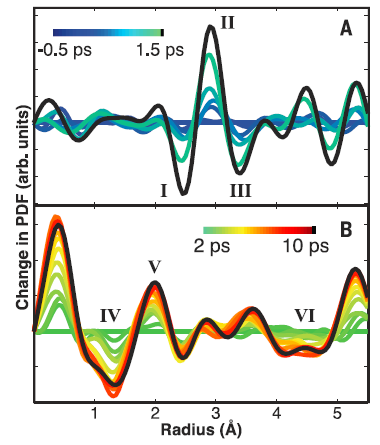 A
-0.5 ps 1.5 ps
II
I
III
B
2 ps 10 ps
V
IV
VI
Change in PDF (arb. units)
1 2 3 4 5
Radius (Å)